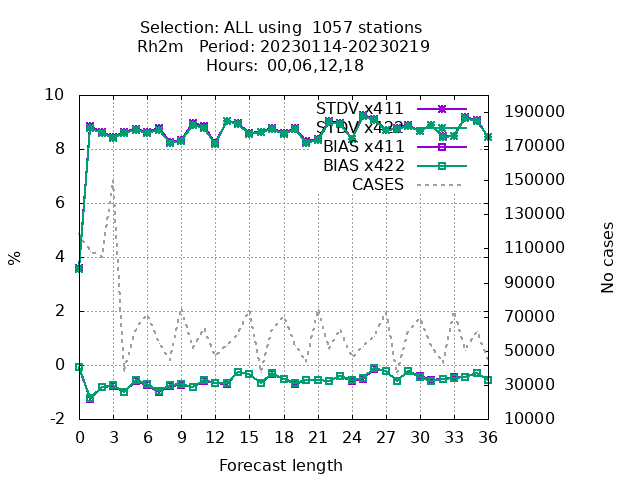 Selection: ALL using  1057 stations
Rh2m   Period: 20230114-20230219
Hours:  00,06,12,18
STDV x411
STDV x422
BIAS x411
BIAS x422
CASES
10
8
6
4
2
0
-2
%
190000
170000
150000
130000
110000
90000
70000
50000
30000
10000
No cases
0 3 6 9 12 15 18 21 24 27 30 33 36
Forecast length